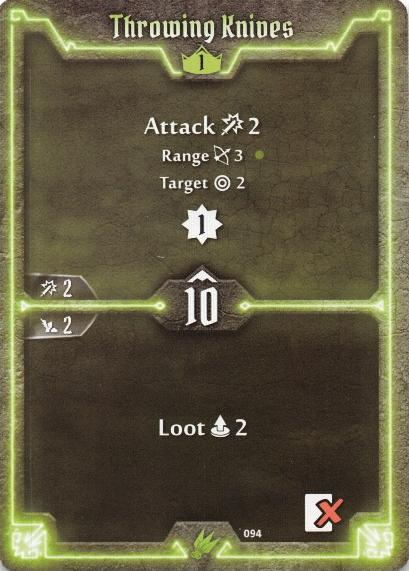 Throwing Knives
1
Attack 2
Range 3
Target 2
1
2
10
2
Loot 2
094